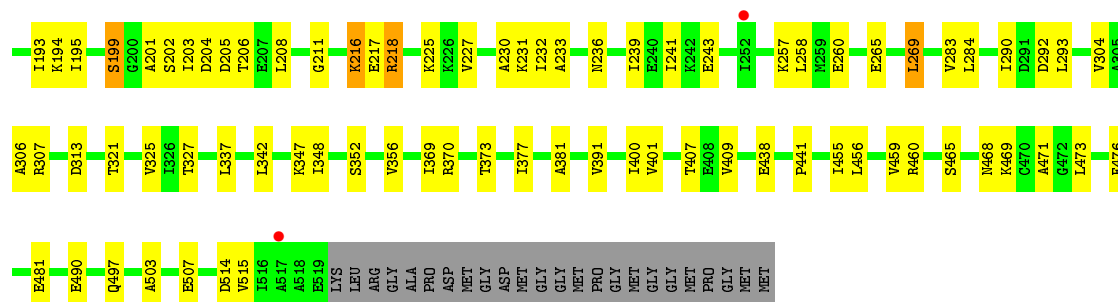 I193 K194 I195 S199 G200 A201 S202 I203 D204 D205 T206 E207 L208 G211 K216 E217 R218 K225 K226 V227 A230 K231 I232 A233 N236 I239 E240 I241 K242 E243 I252 K257 L258 M259 E260 E265 L269 V283 L284 I290 D291 D292 L293 V304 A305
A306 R307 D313 T321 V325 I326 T327 L337 L342 K347 I348 S352 V356 I369 R370 T373 I377 A381 V391 I400 V401 T407 E408 V409 E438 P441 I455 L456 V459 R460 S465 N468 K469 C470 A471 G472 L473 E476
E481 E490 Q497 A503 E507 D514 V515 I516 A517 A518 E519 LYS LEU ARG GLY ALA PRO ASP MET GLY ASP MET GLY GLY MET PRO GLY MET GLY GLY MET PRO GLY MET MET